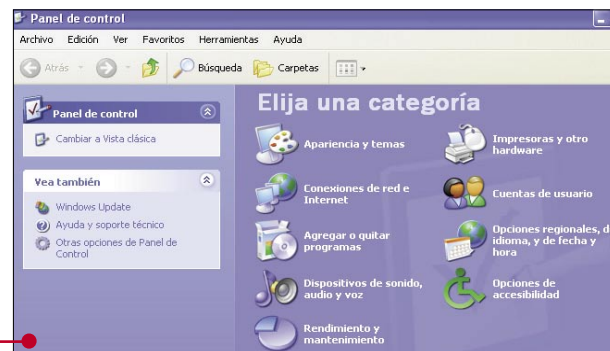 Panel de control
Archivo Edición Ver Favoritos Herramientas Ayuda
Atrás Búsqueda Carpetas
Panel de control
Cambiar a Vista clásica
Vea también
Windows Update
Ayuda y soporte técnico
Otras opciones de Panel de
Control
Elija una categoría
Apariencia y temas
Impresoras y otro
hardware
Conexiones de red e
Internet
Cuentas de usuario
Agregar o quitar
programas
Opciones regionales, d
idioma, y de fecha y
hora
Dispositivos de sonido,
audio y voz
Opciones de
accesibilidad
Rendimiento y
mantenimiento